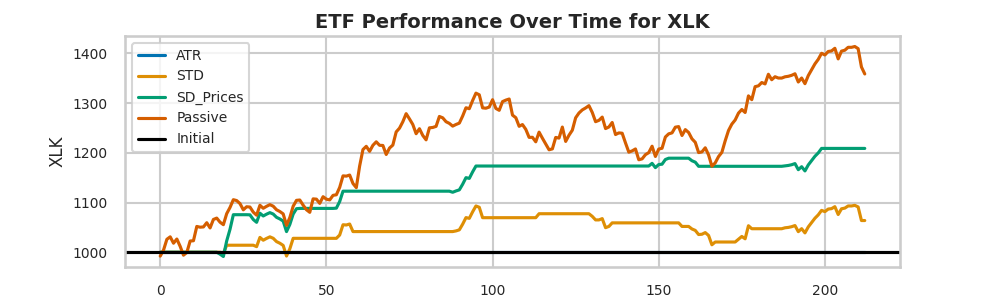 ETF Performance Over Time for XLK
ATR
STD
SD_Prices
Passive
Initial
XLK
1400
1300
1200
1100
1000
0 50 100 150 200